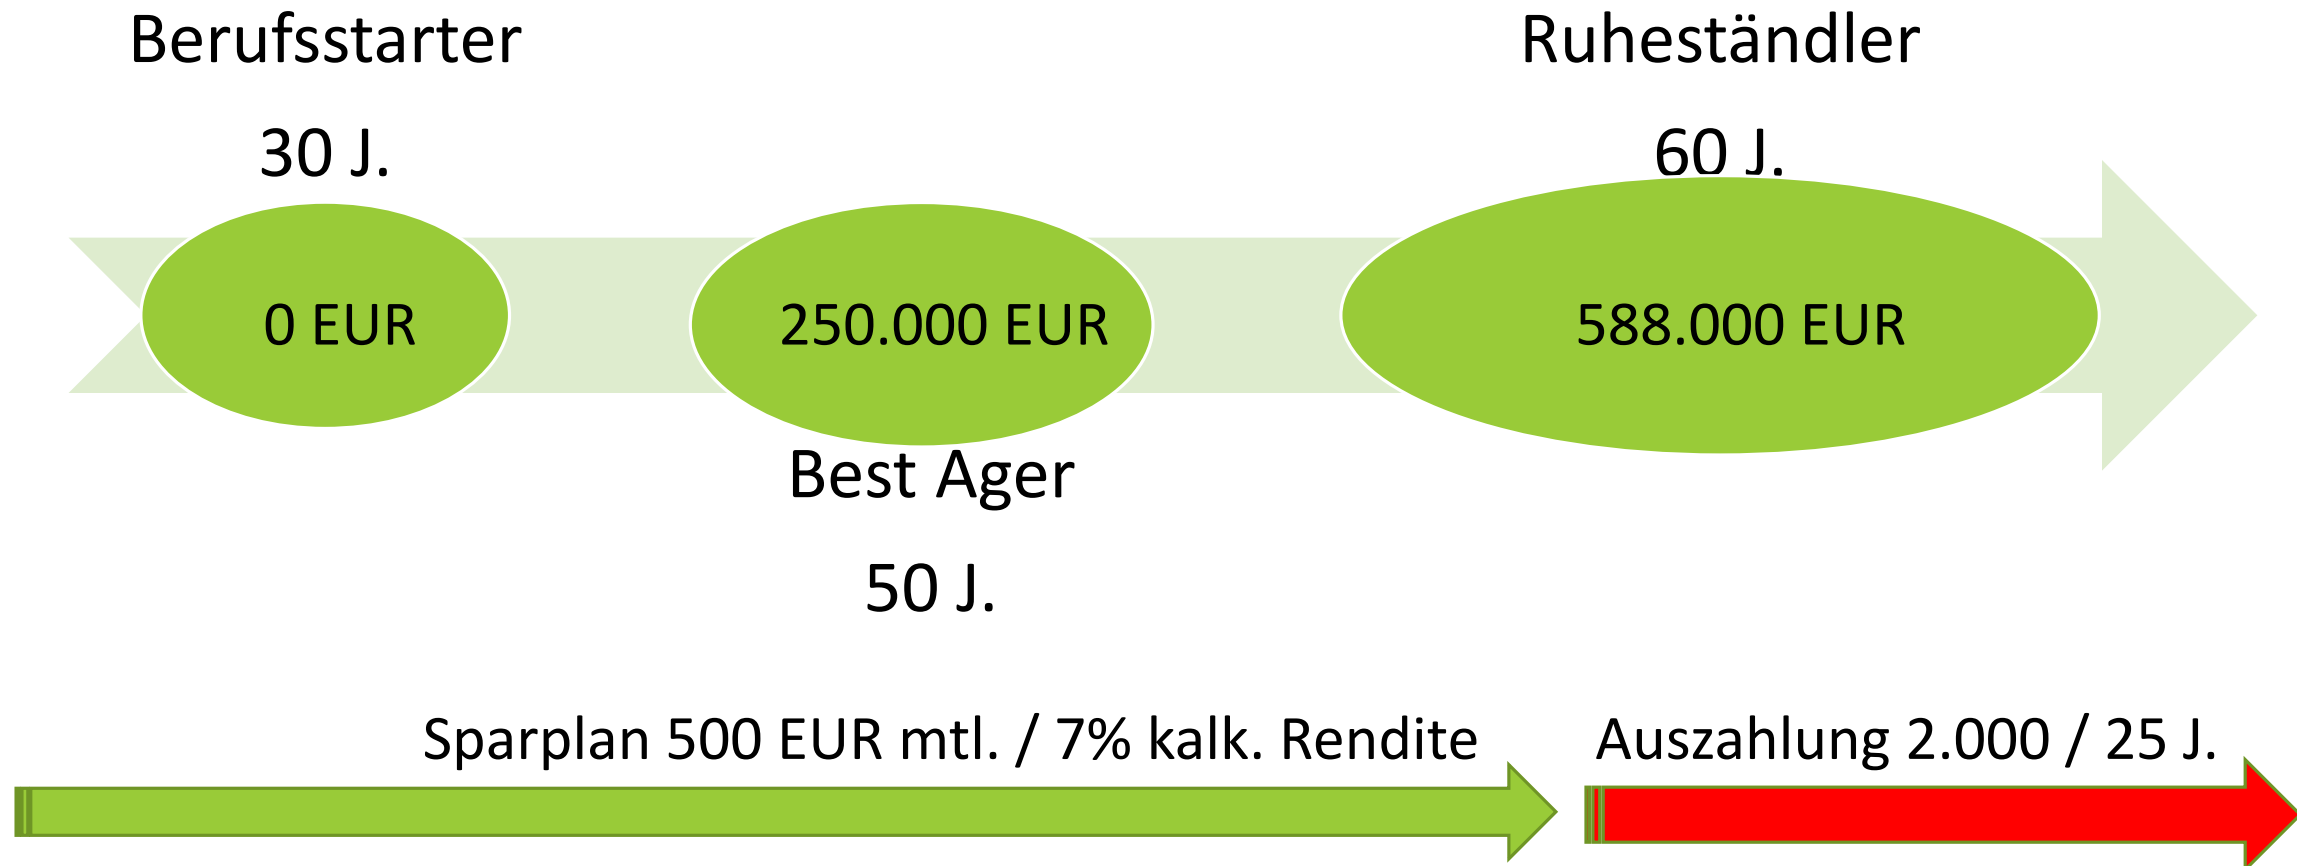 Berufsstarter
30 J.
Ruheständler
60 J.
0 EUR
250.000 EUR
588.000 EUR
Best Ager
50 J.
Sparplan 500 EUR mtl. / 7% kalk. Rendite
Auszahlung 2.000 / 25 J.